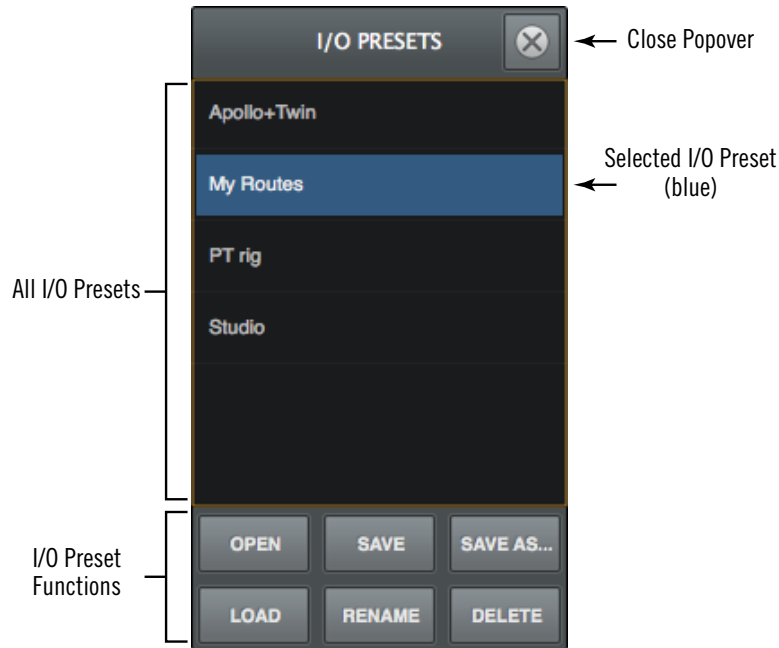 I/O PRESETS
Close Popover
Apollo+Twin
My Routes
Selected I/O Preset
(blue)
PT rig
All I/O Presets
Studio
OPEN
SAVE
SAVE AS...
I/O Preset
Functions
LOAD
RENAME
DELETE